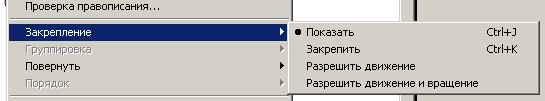 Проверка правописания...
Закрепление
Группировка
Повернуть
Порядок
Показать Ctrl+J
Закрепить Ctrl+K
Разрешить движение
Разрешить движение и вращение